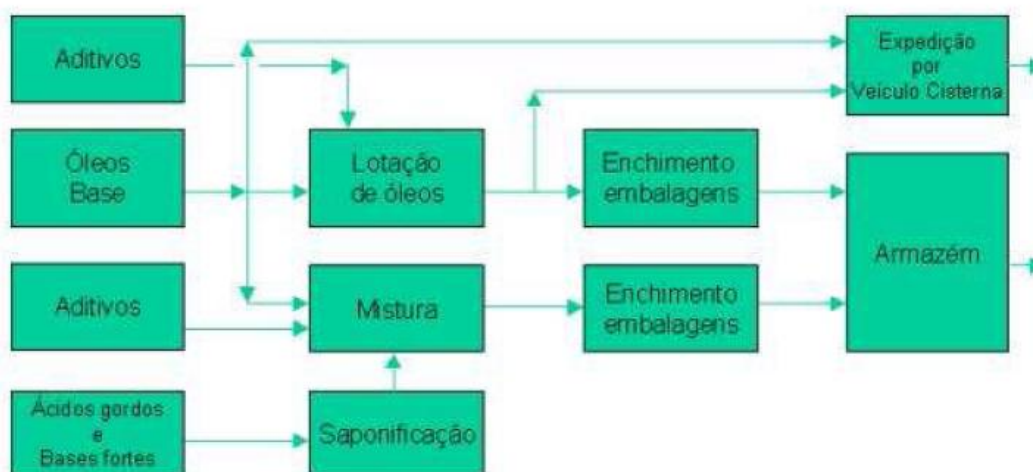 Aditivos
Expedição
por
Veículo Cisterna
Óleos
Base
Lotação
de óleos
Enchimento
embalagens
Armazém
Aditivos
Mistura
Enchimento
embalagens
Ácidos gordos
e
Bases fortes
Saponificação